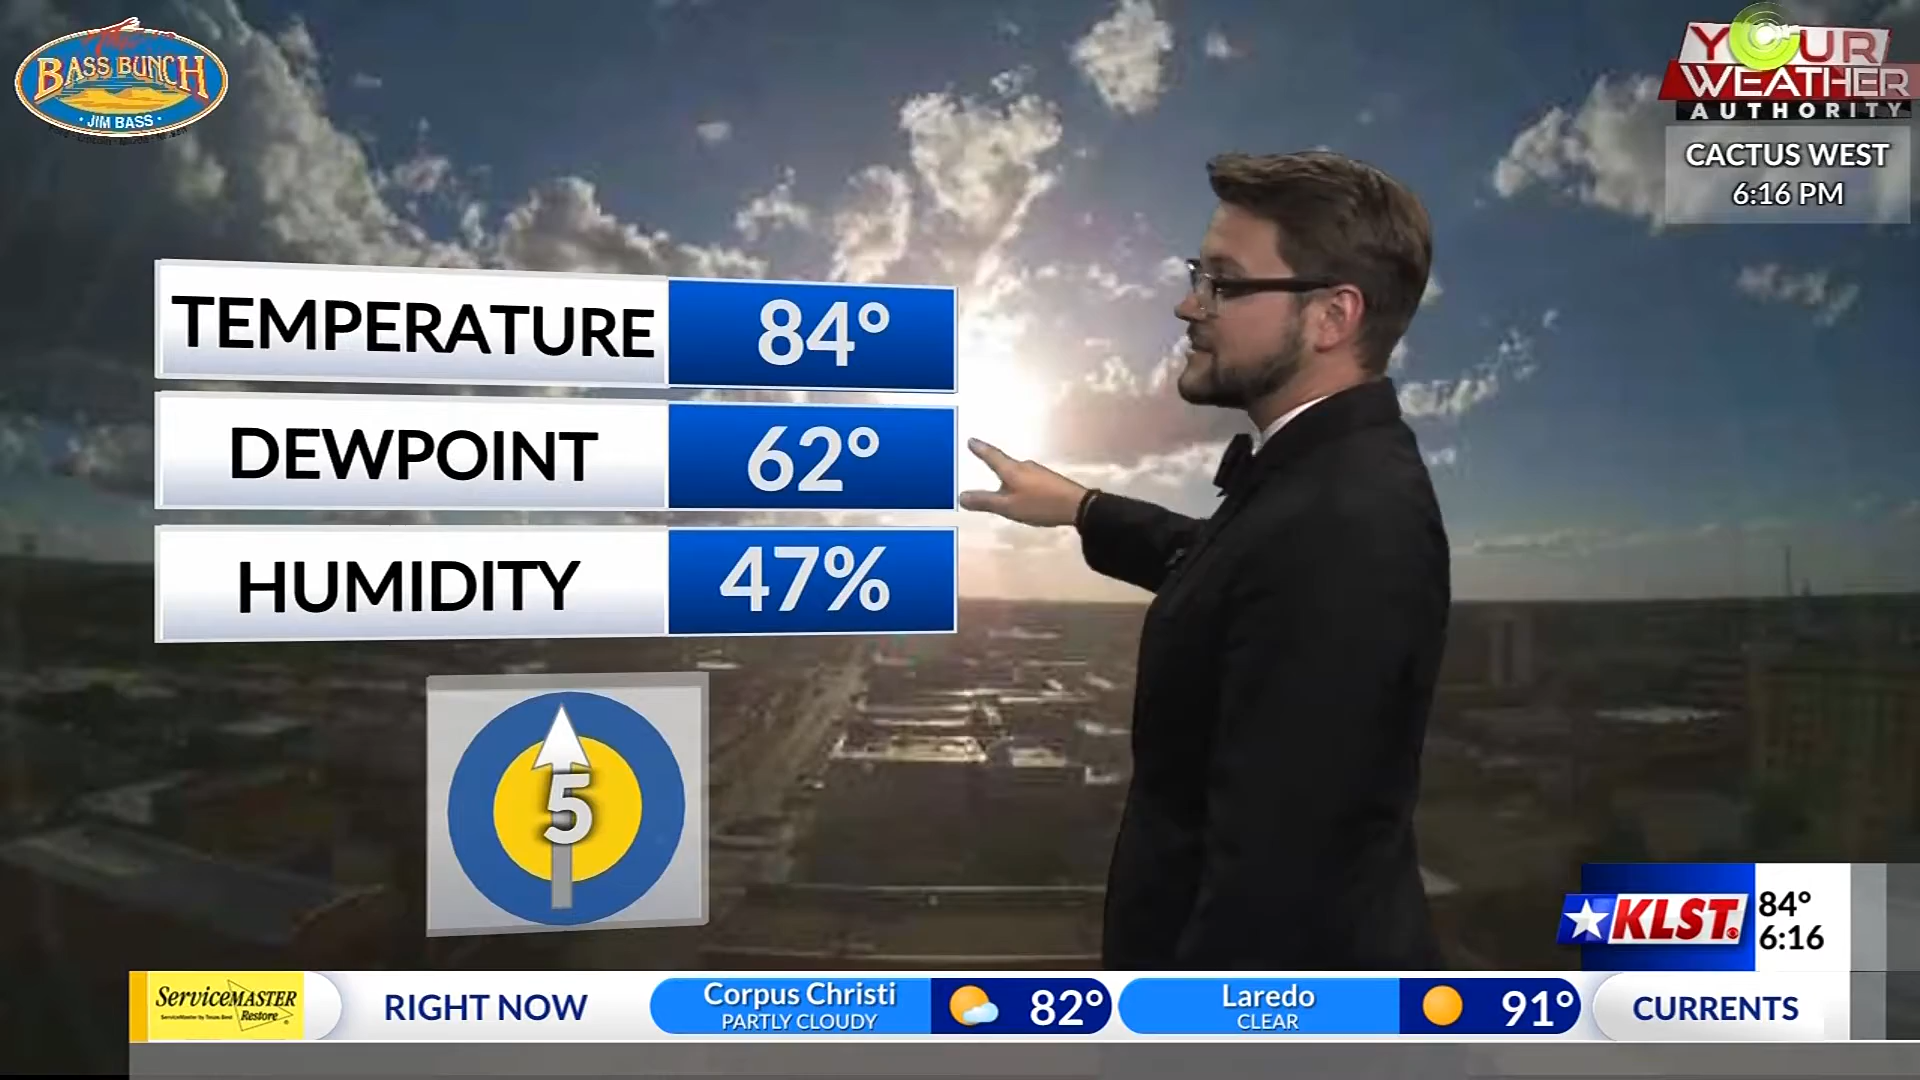 The
BASS BUNCH
· JIM BASS ·
YOUR
WEATHER
AUTHORITY
CACTUS WEST
6:16 PM
TEMPERATURE 84°
DEWPOINT 62°
HUMIDITY 47%
5
KLST
84°
6:16
ServiceMASTER
Restore
RIGHT NOW
Corpus Christi
PARTLY CLOUDY
82°
Laredo
CLEAR
91°
CURRENTS